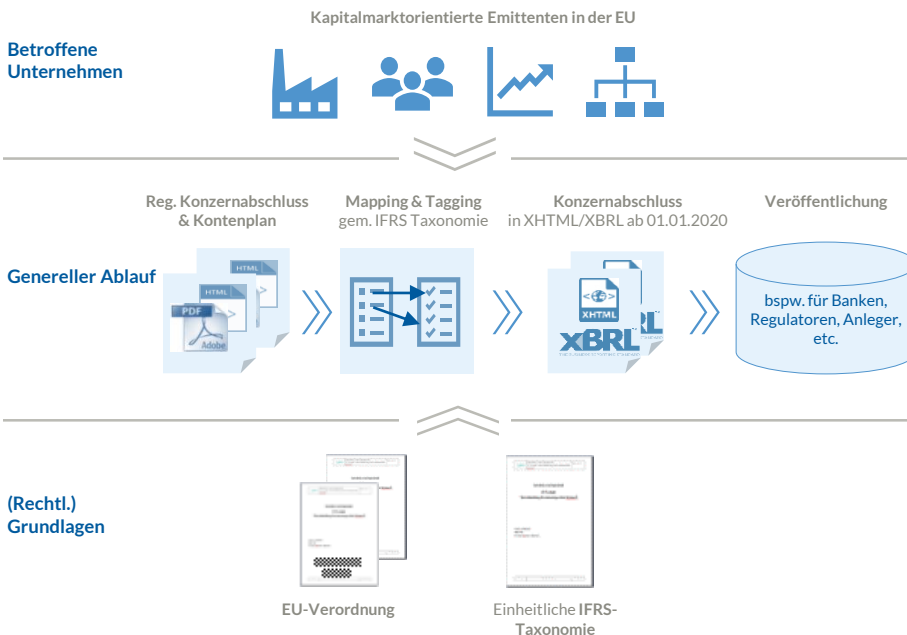 Kapitalmarktorientierte Emittenten in der EU
Betroffene
Unternehmen
Reg. Konzernabschluss
& Kontenplan
Mapping & Tagging
gem. IFRS Taxonomie
Konzernabschluss
in XHTML/XBRL ab 01.01.2020
Veröffentlichung
Genereller Ablauf
HTML
HTML
PDF
Adobe
<e>
XHTML
XBRL
bspw. für Banken,
Regulatoren, Anleger,
etc.
(Rechtl.)
Grundlagen
EU-Verordnung
Einheitliche IFRS-
Taxonomie